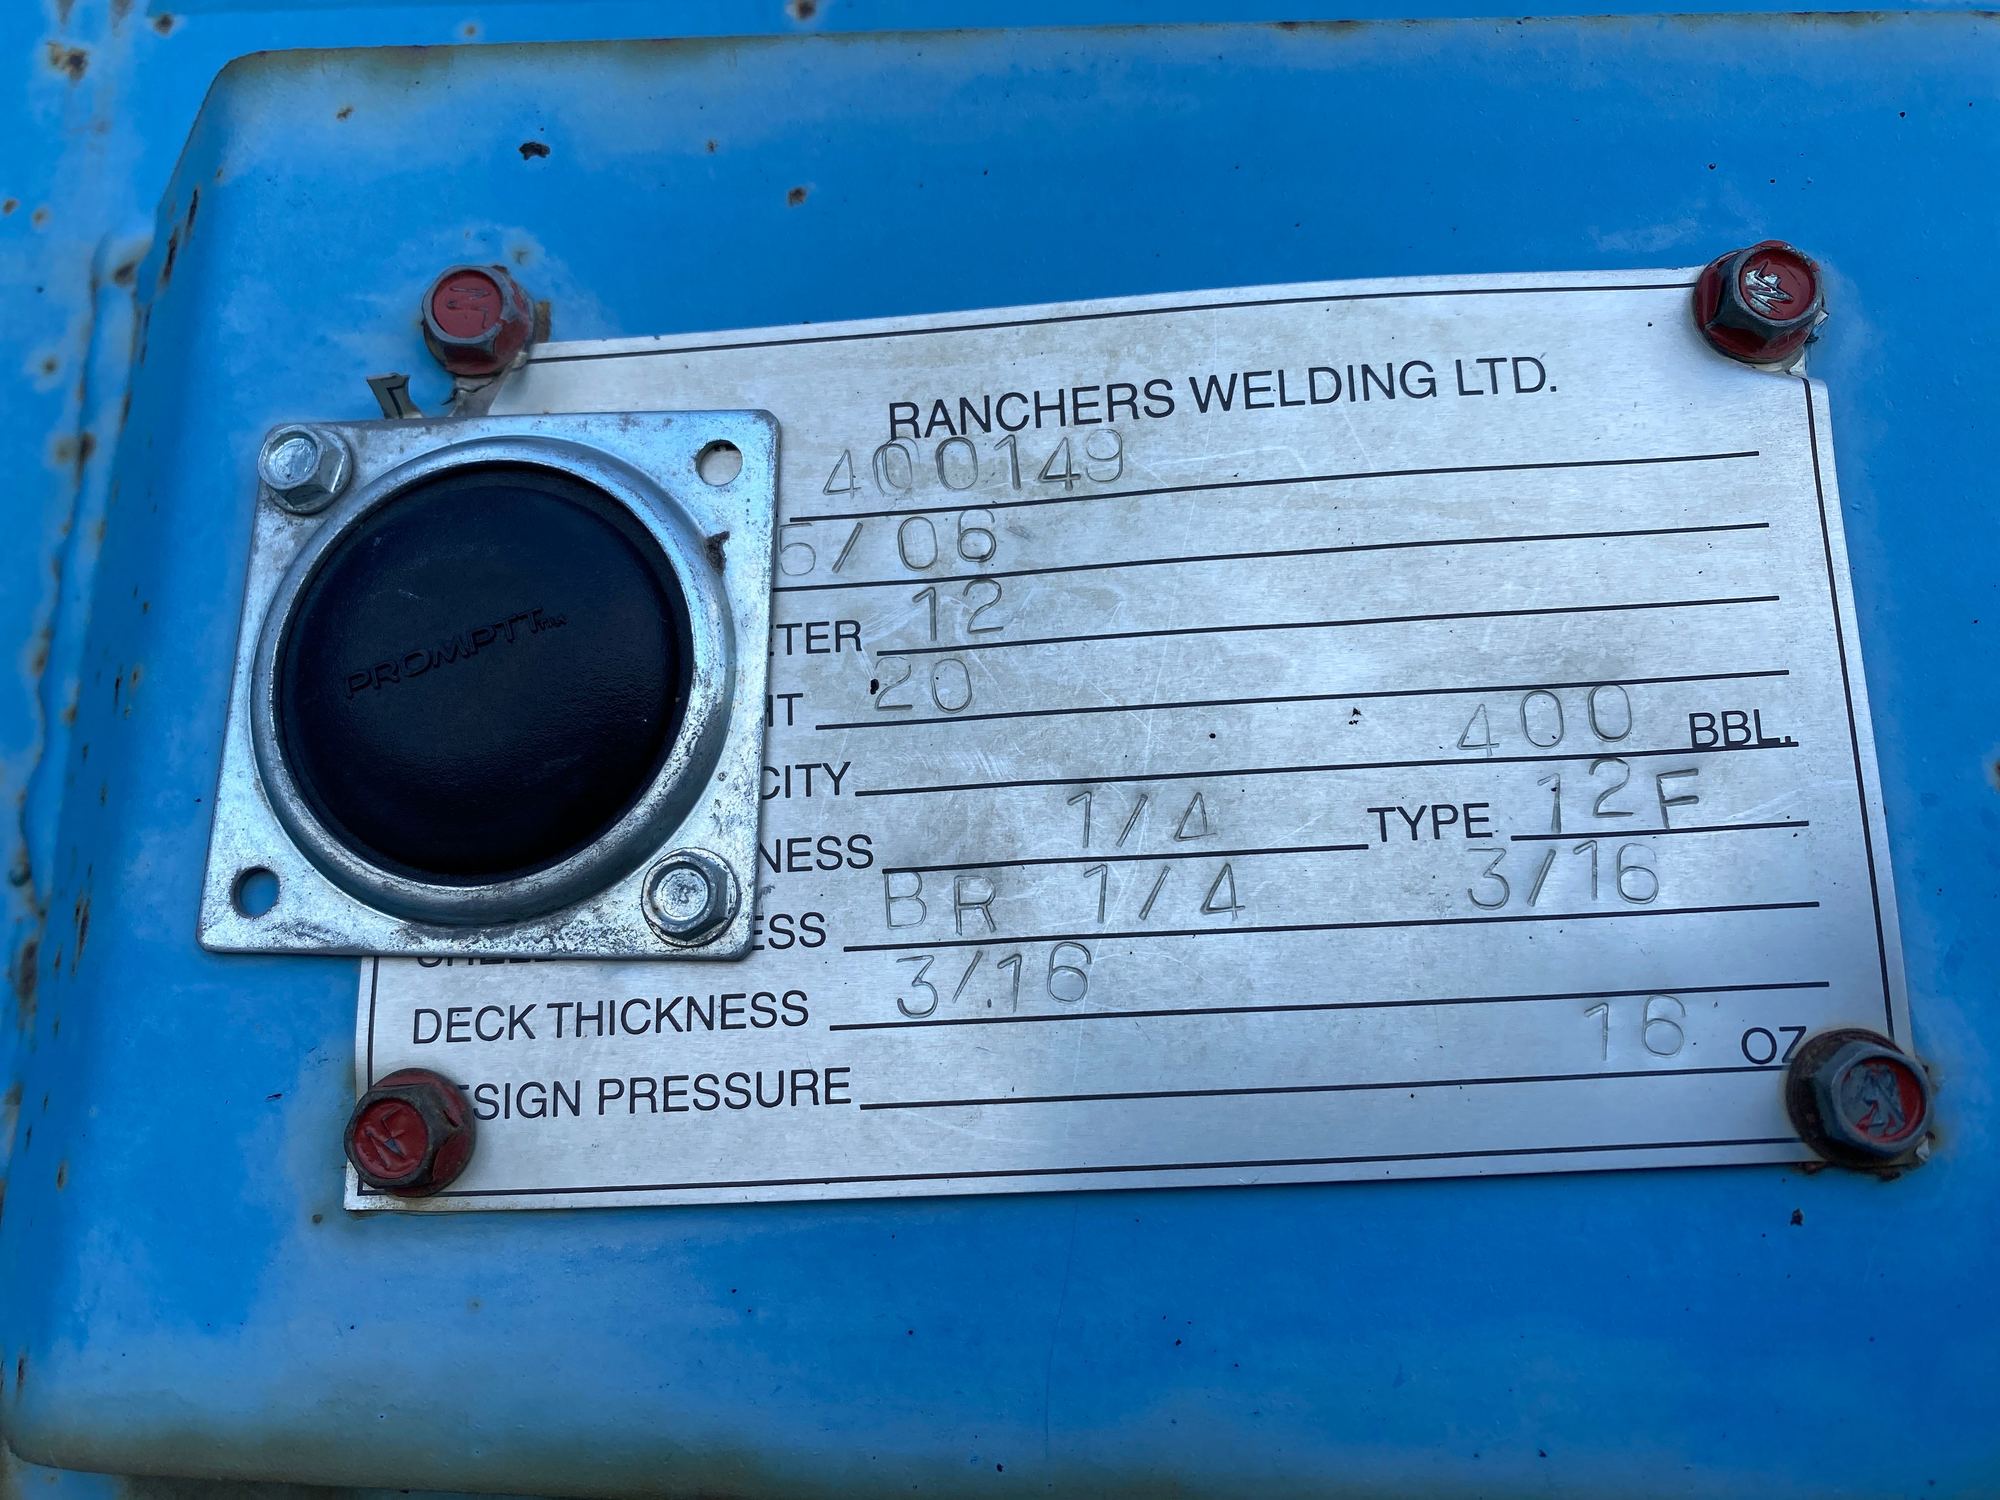 RANCHERS WELDING LTD.
400149
5/06
TER 12
IT 20
CITY 400 BBL.
NESS 1/4 TYPE 12F
ESS BR 1/4 3/16
DECK THICKNESS 3/16
SIGN PRESSURE 16 OZ
PROMPTT